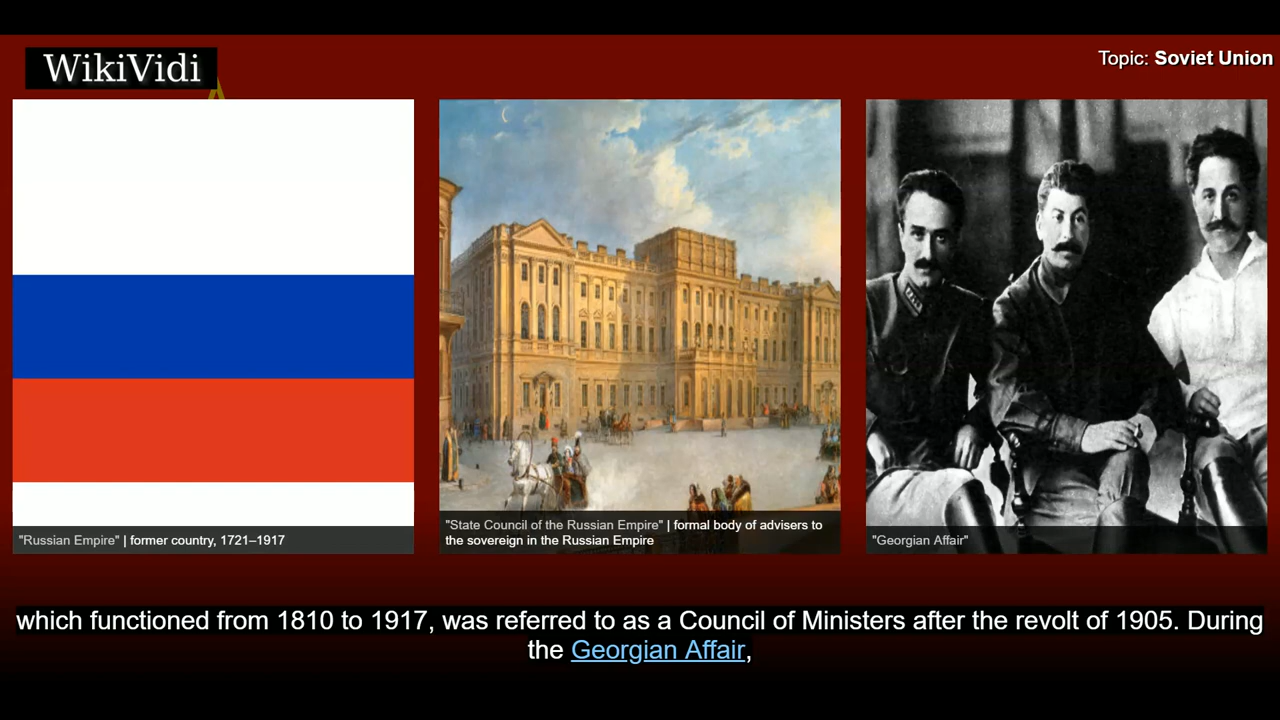 WikiVidi
Topic: Soviet Union
"Russian Empire" | former country, 1721–1917
"State Council of the Russian Empire" | formal body of advisers to
the sovereign in the Russian Empire
"Georgian Affair"
which functioned from 1810 to 1917, was referred to as a Council of Ministers after the revolt of 1905. During
the Georgian Affair,